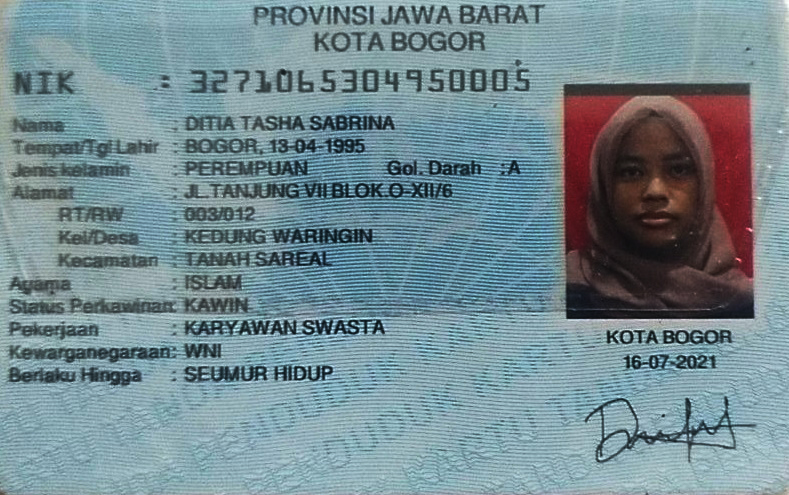 PROVINSI JAWA BARAT
KOTA BOGOR
NIK : 3271065304950005
Nama : DITIA TASHA SABRINA
Tempat/Tgl Lahir : BOGOR, 13-04-1995
Jenis kelamin : PEREMPUAN Gol. Darah : A
Alamat : JL.TANJUNG VII BLOK.O-XII/6
RT/RW : 003/012
Kel/Desa : KEDUNG WARINGIN
Kecamatan : TANAH SAREAL
Agama : ISLAM
Status Perkawinan: KAWIN
Pekerjaan : KARYAWAN SWASTA
Kewarganegaraan: WNI
Berlaku Hingga : SEUMUR HIDUP
KOTA BOGOR
16-07-2021